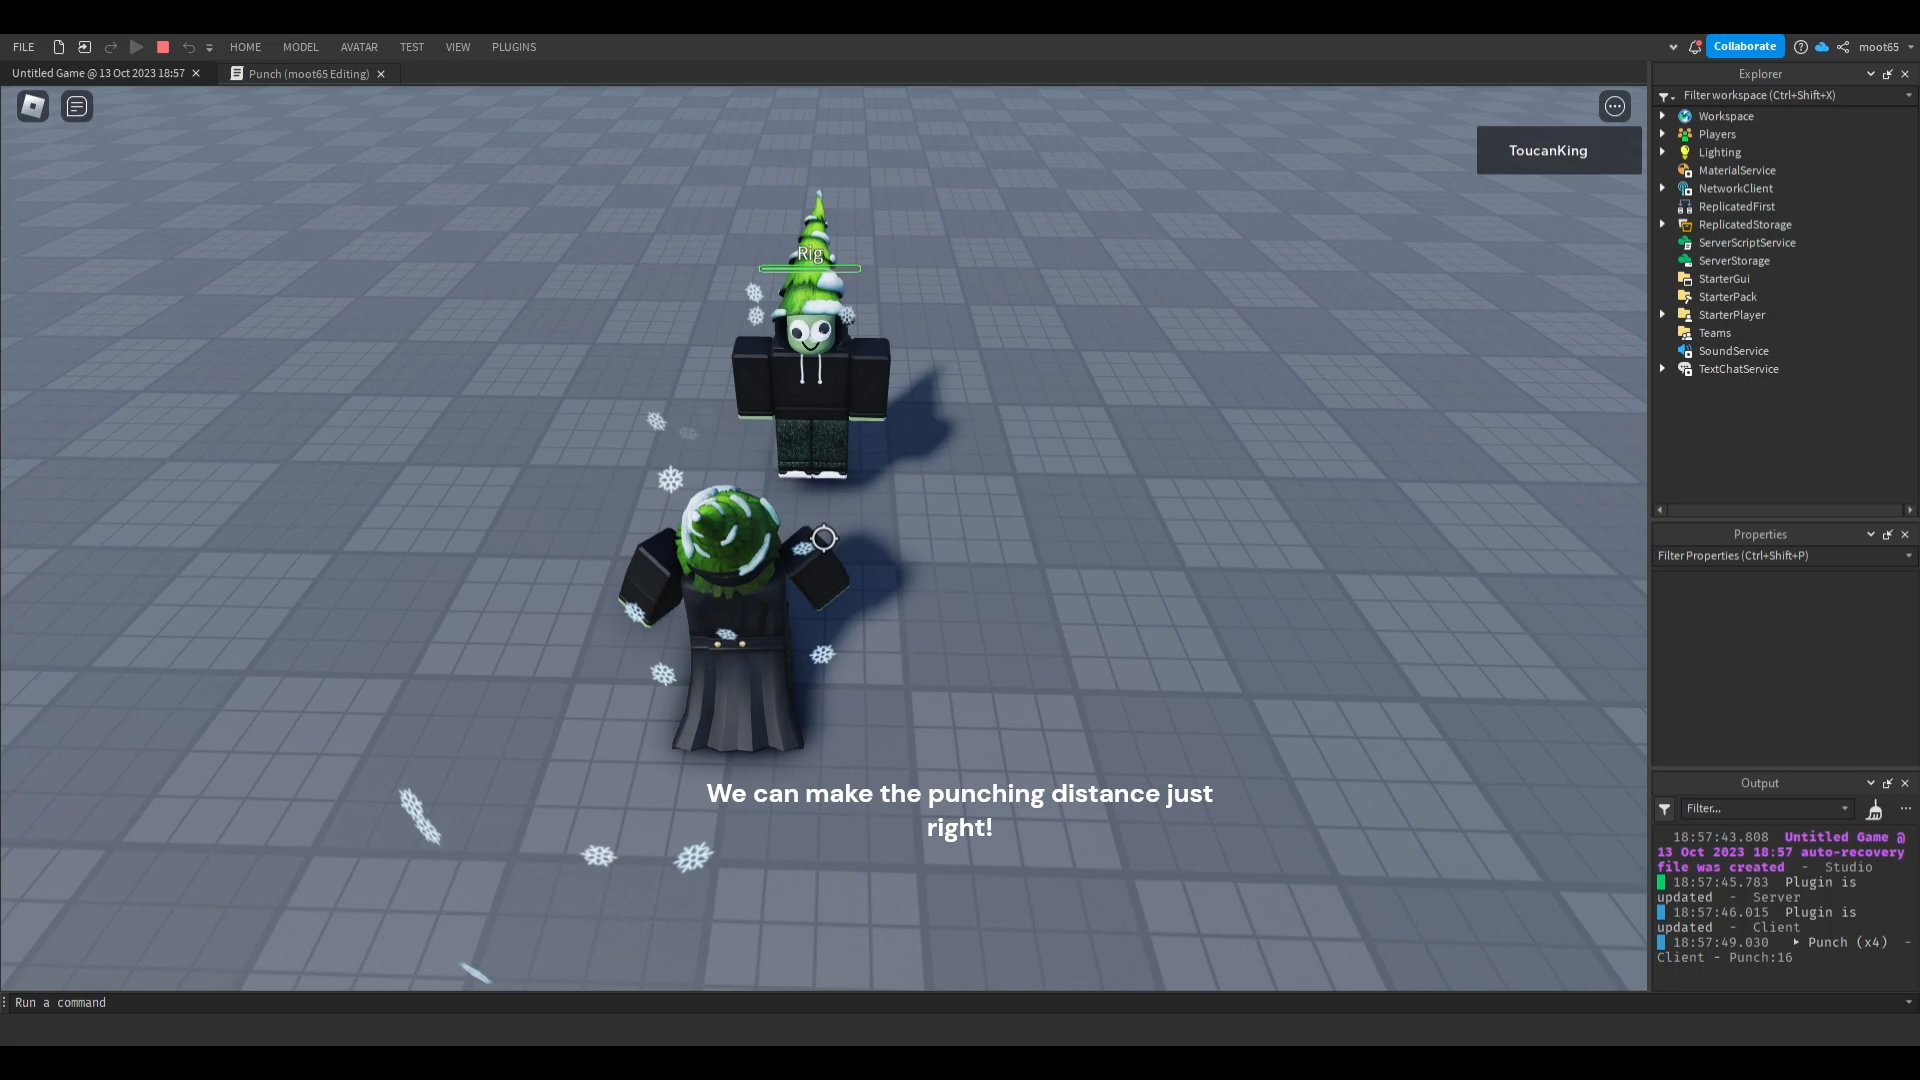 FILE HOME MODEL AVATAR TEST VIEW PLUGINS Collaborate moot65
Untitled Game @ 13 Oct 2023 18:57 Punch (moot65 Editing)
ToucanKing
Rig
We can make the punching distance just
right!
Explorer
Filter workspace (Ctrl+Shift+X)
Workspace
Players
Lighting
MaterialService
NetworkClient
ReplicatedFirst
ReplicatedStorage
ServerScriptService
ServerStorage
StarterGui
StarterPack
StarterPlayer
Teams
SoundService
TextChatService
Properties
Filter Properties (Ctrl+Shift+P)
Output
Filter...
18:57:43.808 Untitled Game @
13 Oct 2023 18:57 auto-recovery
file was created - Studio
18:57:45.783 Plugin is
updated - Server
18:57:46.015 Plugin is
updated - Client
18:57:49.030 Punch (x4) -
Client - Punch:16
Run a command